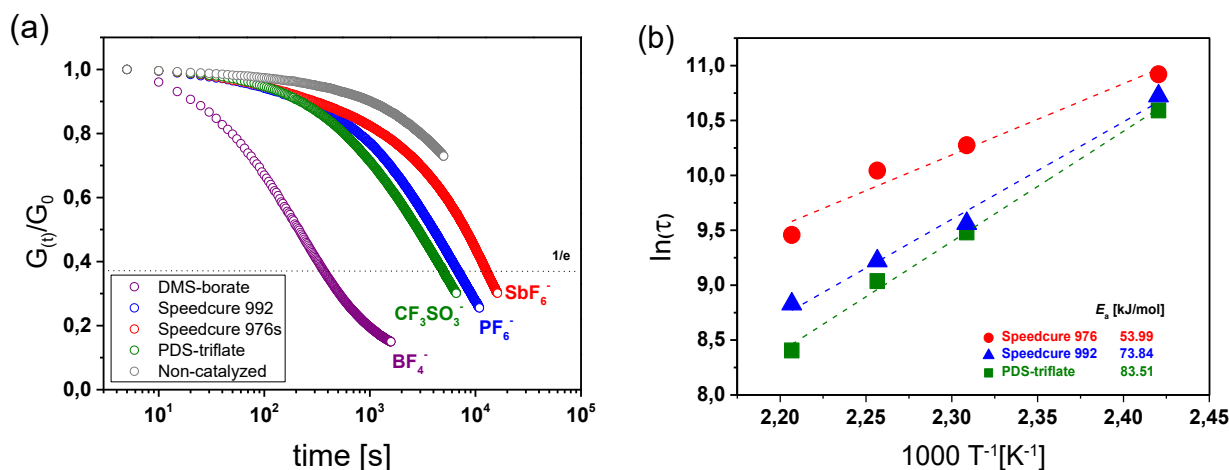 (a)
G(t)/G0
1,0
0,8
0,6
0,4
0,2
0,0
1/e
DMS-borate
Speedcure 992
Speedcure 976s
PDS-triflate
Non-catalyzed
BF4-
CF3SO3-
PF6-
SbF6-
10^1
10^2
10^3
10^4
10^5
time [s]
(b)
ln(τ)
11,0
10,5
10,0
9,5
9,0
8,5
8,0
Ea [kJ/mol]
Speedcure 976 53.99
Speedcure 992 73.84
PDS-triflate 83.51
2,20
2,25
2,30
2,35
2,40
2,45
1000 T-1[K-1]